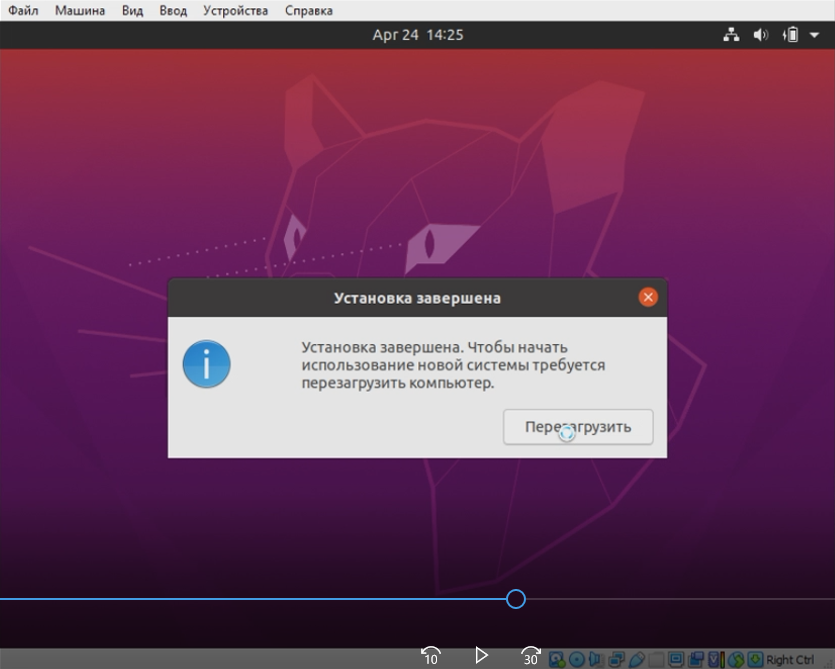 Файл Машина Вид Ввод Устройства Справка
Apr 24 14:25
Установка завершена
Установка завершена. Чтобы начать
использование новой системы требуется
перезагрузить компьютер.
Перезагрузить
10
30
Right Ctrl